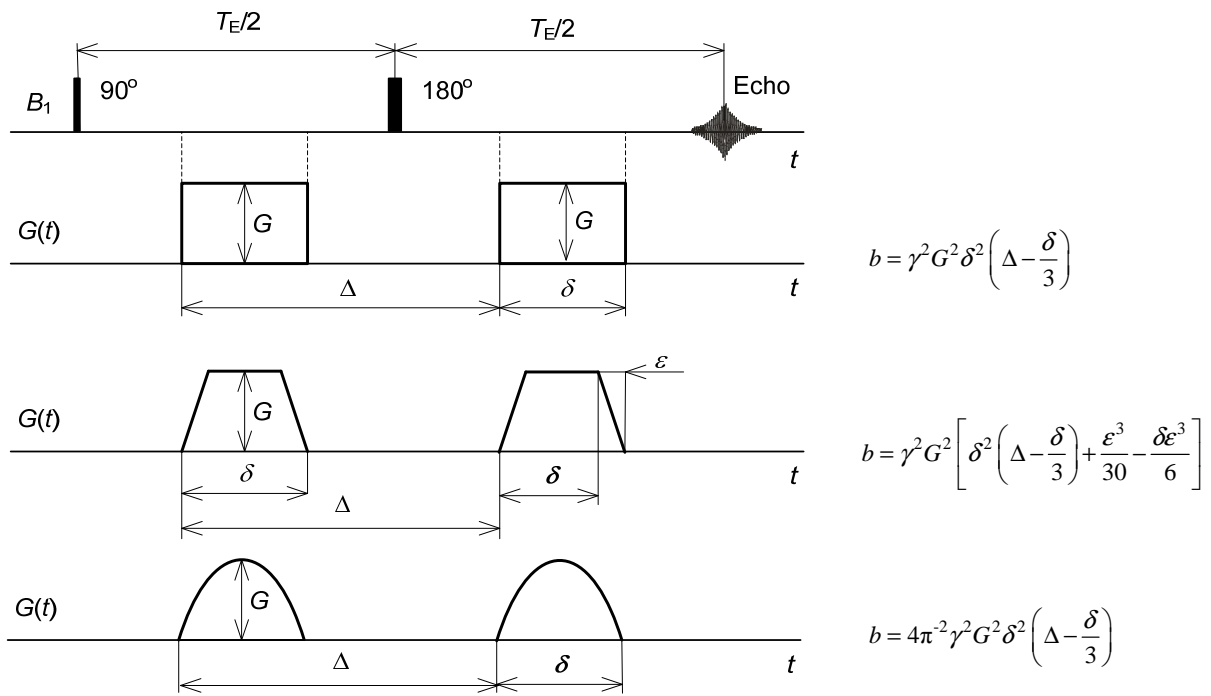 T_E/2 T_E/2
B_1 90° 180° Echo
t
G(t) G G t
Δ δ
b = γ²G²δ²(Δ − δ/3)
G(t) G ε t
δ δ
Δ
b = γ²G²[δ²(Δ − δ/3) + ε³/30 − δε³/6]
G(t) G t
Δ δ
b = 4π⁻²γ²G²δ²(Δ − δ/3)